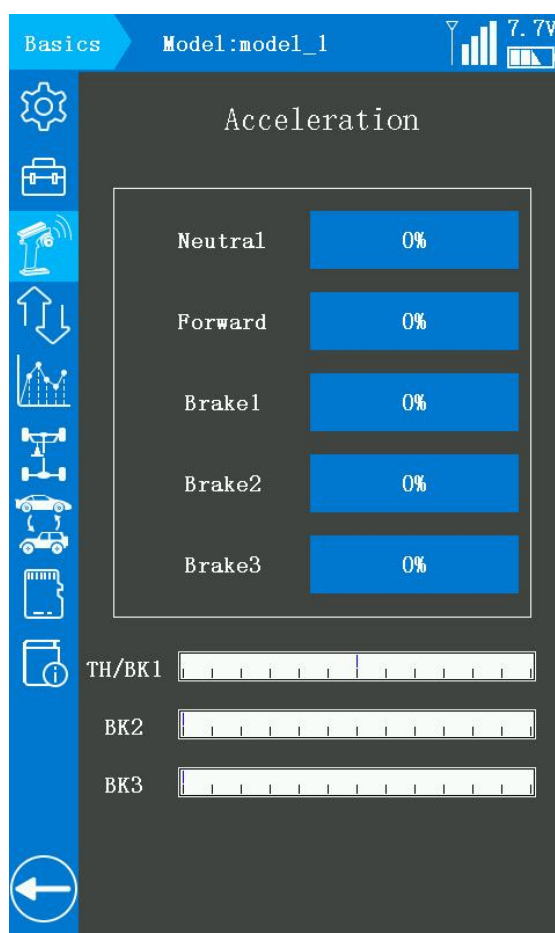 Basics
Model:model_1
7.7V
Acceleration
Neutral 0%
Forward 0%
Brake1 0%
Brake2 0%
Brake3 0%
TH/BK1
BK2
BK3